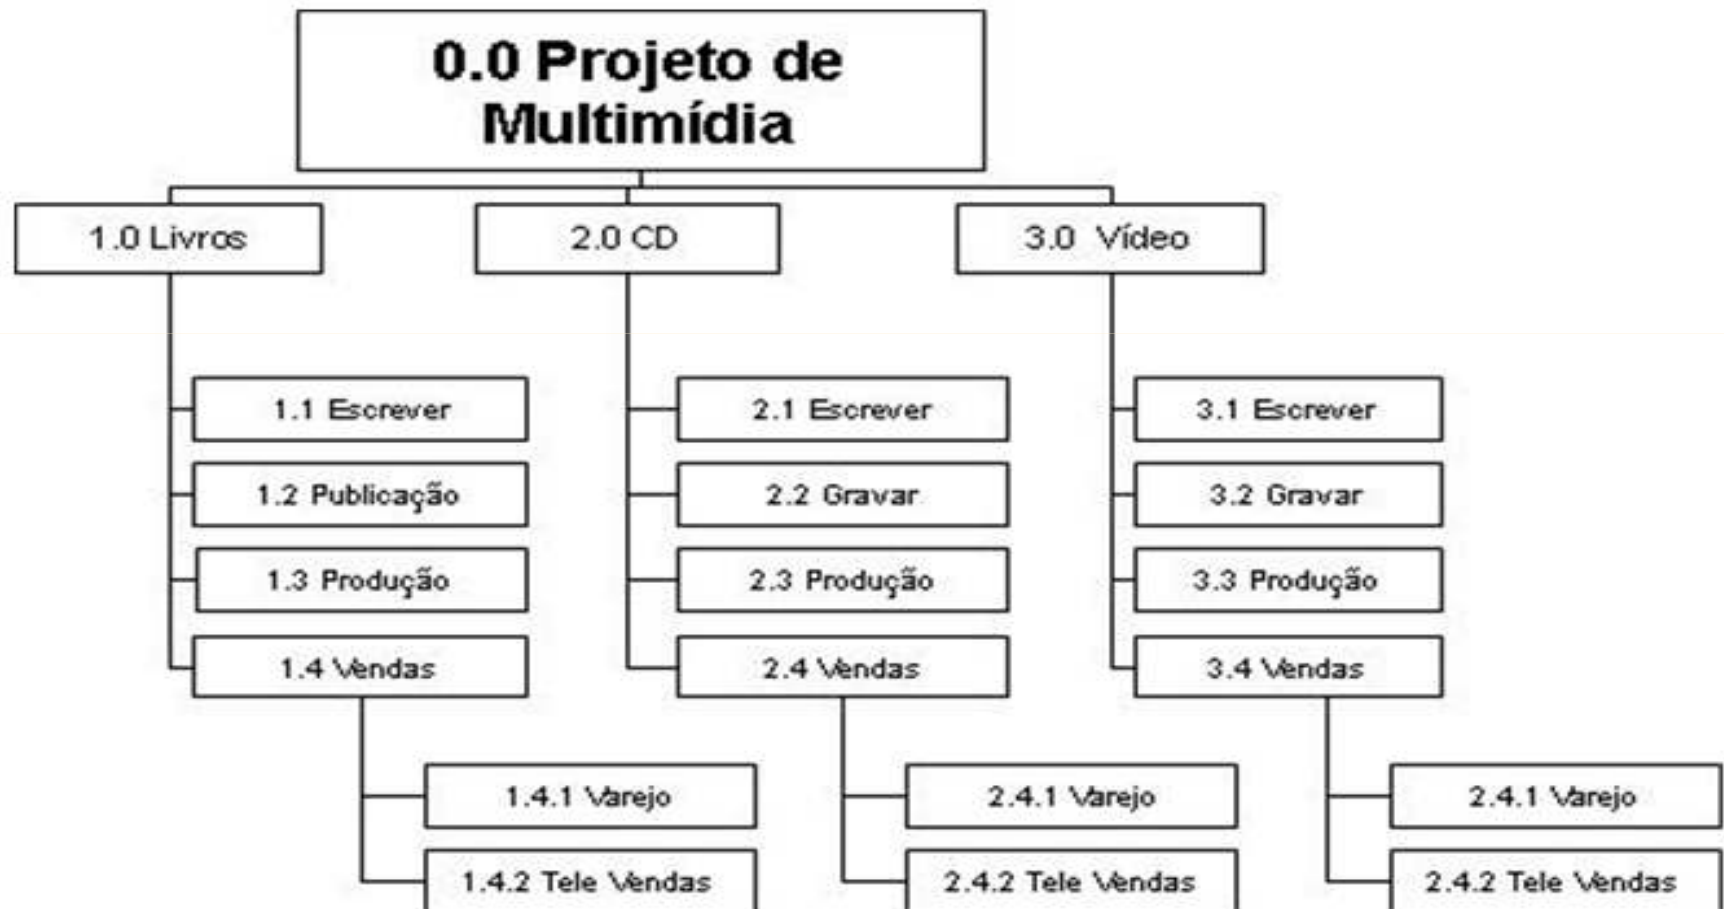 0.0 Projeto de
Multimídia
1.0 Livros
2.0 CD
3.0 Vídeo
1.1 Escrever
2.1 Escrever
3.1 Escrever
1.2 Publicação
2.2 Gravar
3.2 Gravar
1.3 Produção
2.3 Produção
3.3 Produção
1.4 Vendas
2.4 Vendas
3.4 Vendas
1.4.1 Varejo
2.4.1 Varejo
2.4.1 Varejo
1.4.2 Tele Vendas
2.4.2 Tele Vendas
2.4.2 Tele Vendas